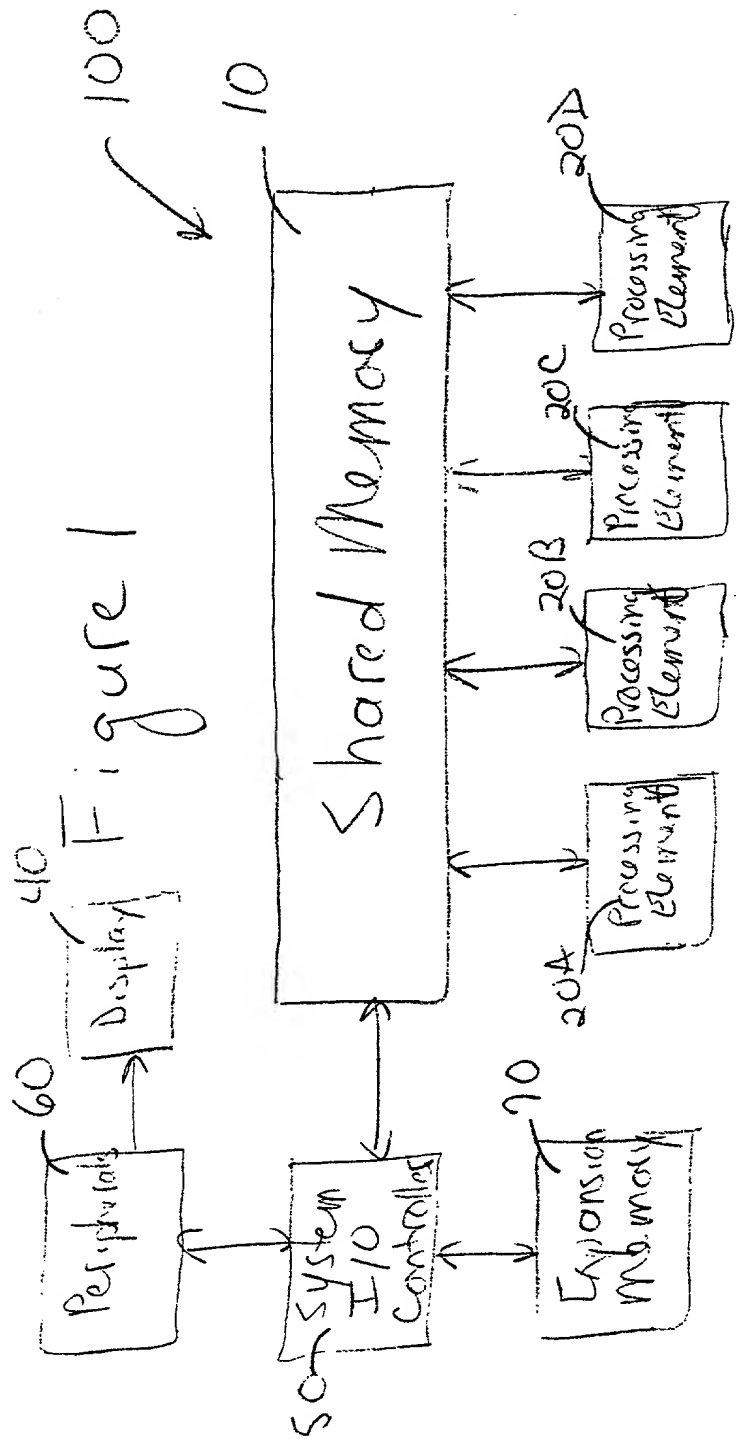 Figure 1
100
60
Peripherals
40
Display
10
Shared Memory
50
System
I/O
Controller
70
Expansion
Memory
20A
Processing
Element
20B
Processing
Element
20C
Processing
Element
20D
Processing
Element